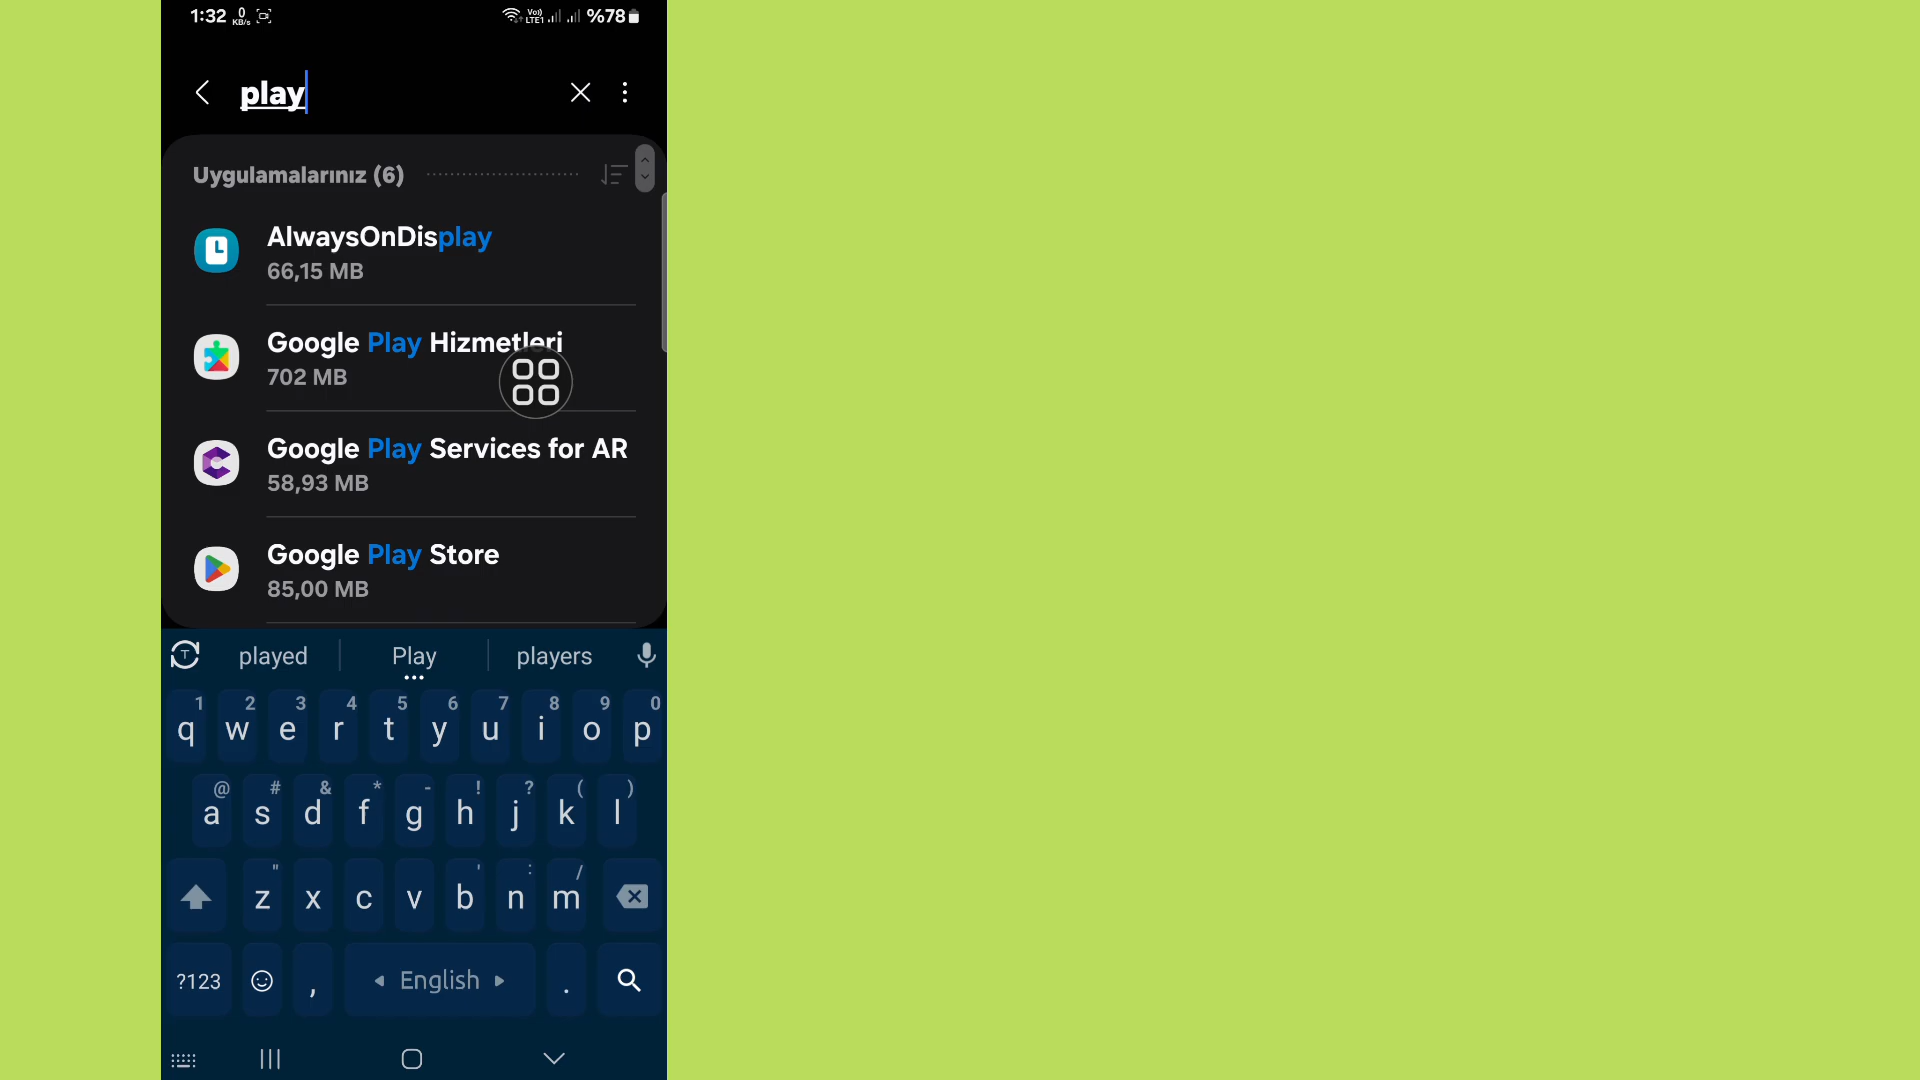 1:32 0 KB/s Vo) LTE1 %78
play
Uygulamalarınız (6)
AlwaysOnDisplay
66,15 MB
Google Play Hizmetleri
702 MB
Google Play Services for AR
58,93 MB
Google Play Store
85,00 MB
T played Play players
1 2 3 4 5 6 7 8 9 0
q w e r t y u i o p
@ # & * - ! ? ( )
a s d f g h j k l
" ' : /
z x c v b n m
?123 , English .